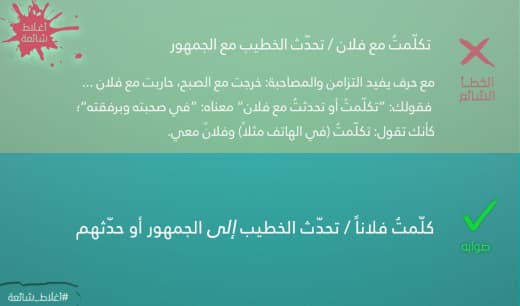 أغلاط
شائعة
تكلّمتُ مع فلان / تحدّث الخطيب مع الجمهور
الخطأ
الشائع
مع حرف يفيد التزامن والمصاحبة: خرجت مع الصبح، حاربت مع فلان ...
فقولك: "تكلّمتُ أو تحدثتُ مع فلان" معناه: "في صحبته وبرفقته"؛
كأنك تقول: تكلّمتُ (في الهاتف مثلاً) وفلانٌ معي.
كلّمتُ فلاناً / تحدّث الخطيب إلى الجمهور أو حدّثهم
صوابه
#أغلاط_شائعة